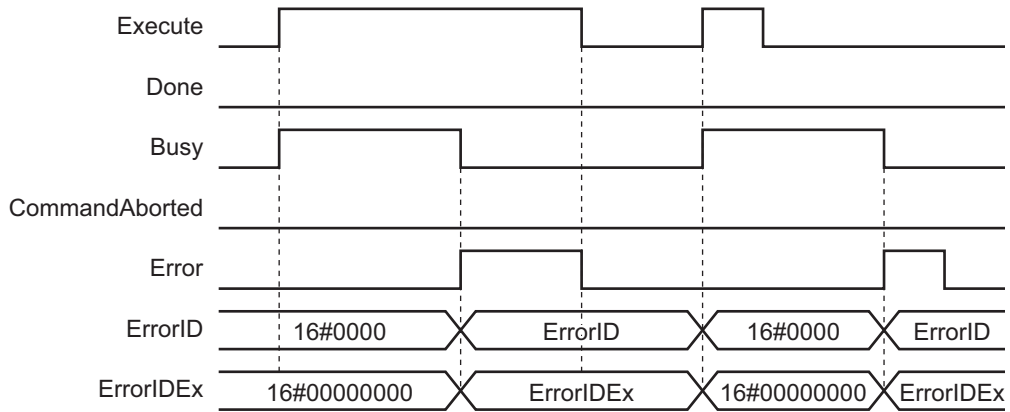 Execute
Done
Busy
CommandAborted
Error
ErrorID 16#0000 ErrorID 16#0000 ErrorID
ErrorIDEx 16#00000000 ErrorIDEx 16#00000000 ErrorIDEx